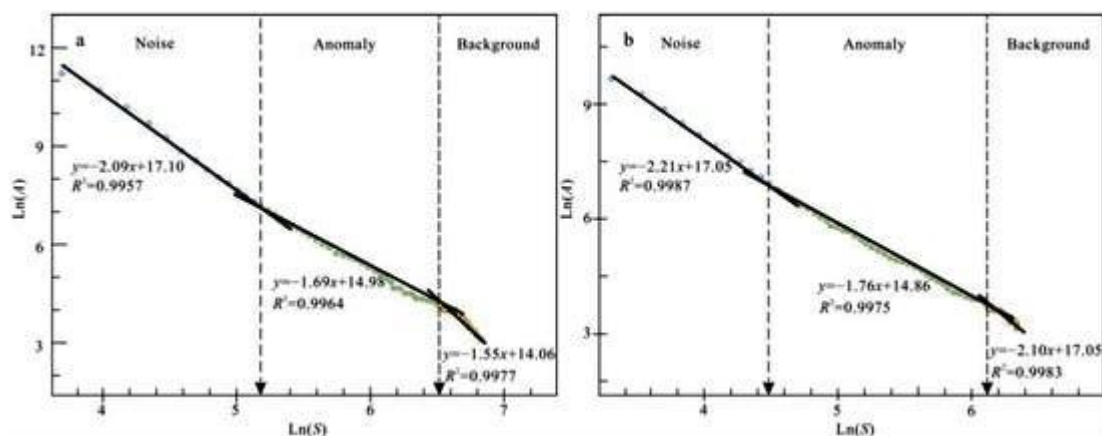 a
Noise
Anomaly
Background
12
9
6
3
Ln(A)
y=−2.09x+17.10
R²=0.9957
y=−1.69x+14.98
R²=0.9964
y=−1.55x+14.06
R²=0.9977
4
5
6
7
Ln(S)
b
Noise
Anomaly
Background
9
6
3
Ln(A)
y=−2.21x+17.05
R²=0.9987
y=−1.76x+14.86
R²=0.9975
y=−2.10x+17.05
R²=0.9983
4
5
6
Ln(S)